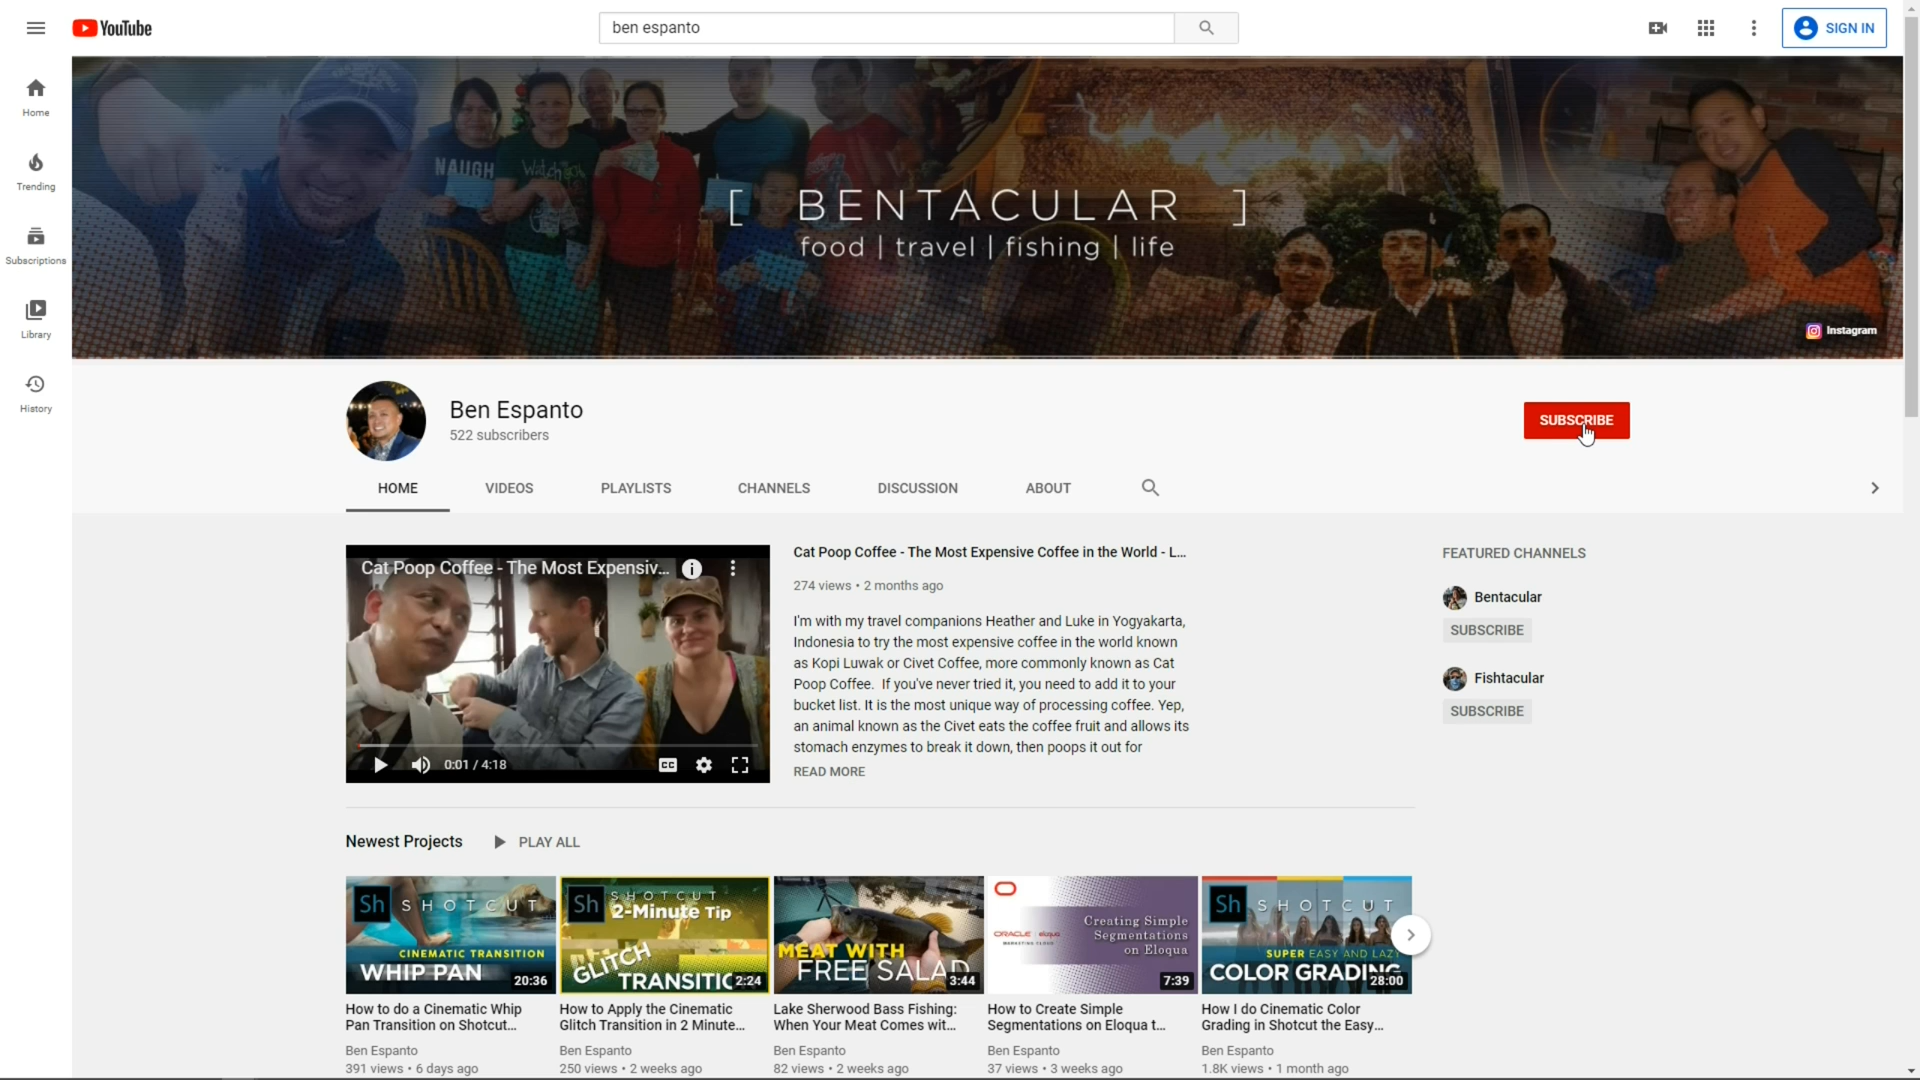 YouTube
ben espanto
SIGN IN
Home
Trending
Subscriptions
Library
History
NAUGH
[ BENTACULAR ]
food | travel | fishing | life
Instagram
Ben Espanto
522 subscribers
SUBSCRIBE
HOME VIDEOS PLAYLISTS CHANNELS DISCUSSION ABOUT
Cat Poop Coffee - The Most Expensiv...
0:01 / 4:18
CC
Cat Poop Coffee - The Most Expensive Coffee in the World - L...
274 views • 2 months ago
I'm with my travel companions Heather and Luke in Yogyakarta,
Indonesia to try the most expensive coffee in the world known
as Kopi Luwak or Civet Coffee, more commonly known as Cat
Poop Coffee.  If you've never tried it, you need to add it to your
bucket list. It is the most unique way of processing coffee. Yep,
an animal known as the Civet eats the coffee fruit and allows its
stomach enzymes to break it down, then poops it out for
READ MORE
FEATURED CHANNELS
Bentacular
SUBSCRIBE
Fishtacular
SUBSCRIBE
Newest Projects
PLAY ALL
Sh SHOTCUT
CINEMATIC TRANSITION
WHIP PAN
20:36
How to do a Cinematic Whip
Pan Transition on Shotcut...
Ben Espanto
391 views • 6 days ago
Sh SHOTCUT
2-Minute Tip
GLITCH
TRANSITIC
2:24
How to Apply the Cinematic
Glitch Transition in 2 Minute...
Ben Espanto
250 views • 2 weeks ago
MEAT WITH
FREE SALAD
3:44
Lake Sherwood Bass Fishing:
When Your Meat Comes wit...
Ben Espanto
82 views • 2 weeks ago
ORACLE eloqua
MARKETING CLOUD
Creating Simple
Segmentations
on Eloqua
7:39
How to Create Simple
Segmentations on Eloqua t...
Ben Espanto
37 views • 3 weeks ago
Sh SHOTCUT
SUPER EASY AND LAZY
COLOR GRADING
28:00
How I do Cinematic Color
Grading in Shotcut the Easy...
Ben Espanto
1.8K views • 1 month ago